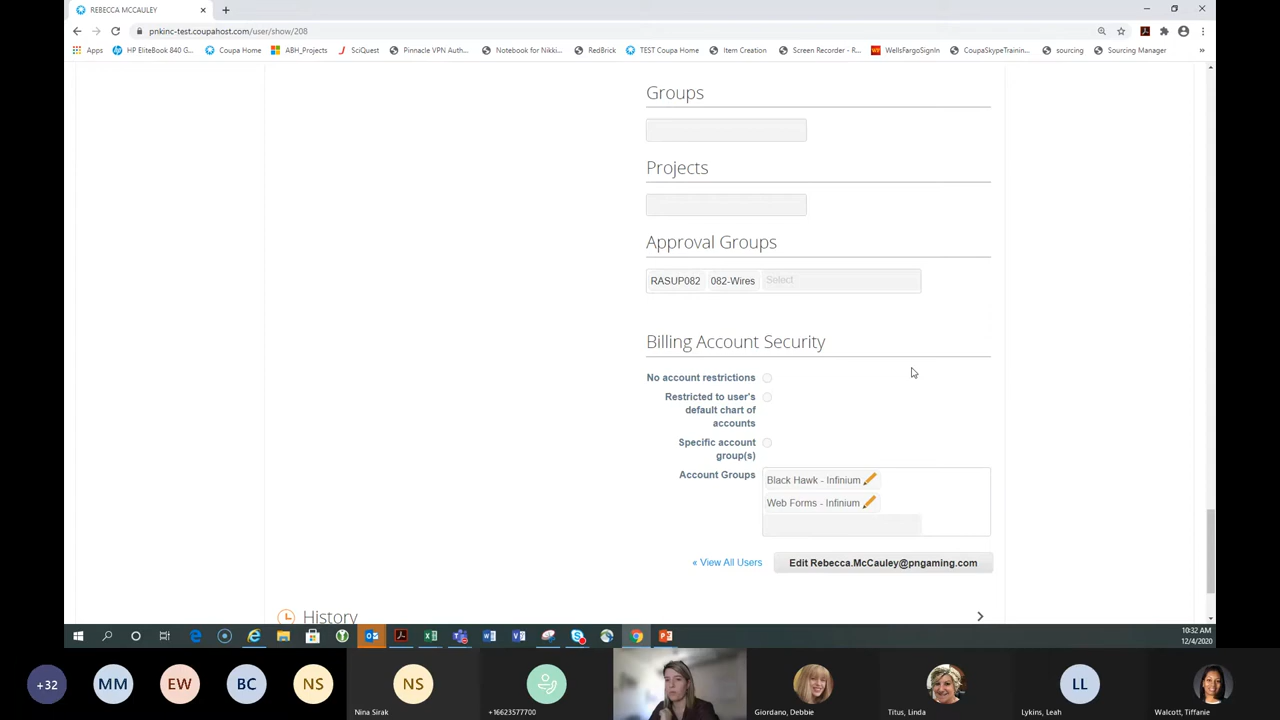 REBECCA MCCAULEY
pnkinc-test.coupahost.com/user/show/208
Apps HP EliteBook 840 G... Coupa Home ABH_Projects SciQuest Pinnacle VPN Auth... Notebook for Nikki... RedBrick TEST Coupa Home Item Creation Screen Recorder - R... WellsFargoSignIn CoupaSkypeTrainin... sourcing Sourcing Manager »
Groups
Projects
Approval Groups
RASUP082 082-Wires Select
Billing Account Security
No account restrictions
Restricted to user's
default chart of
accounts
Specific account
group(s)
Account Groups
Black Hawk - Infinium
Web Forms - Infinium
« View All Users Edit Rebecca.McCauley@pngaming.com
History
10:32 AM
12/4/2020
+32 MM EW BC NS NS LL
Nina Sirak +16623577700 Giordano, Debbie Titus, Linda Lykins, Leah Walcott, Tiffanie